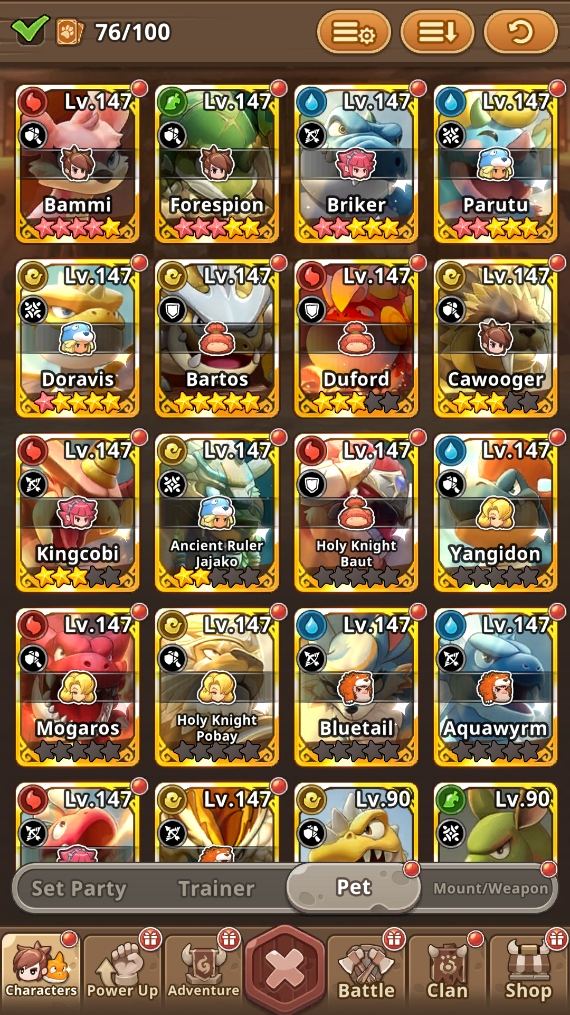 76/100
Lv.147
Lv.147
Lv.147
Lv.147
Bammi
Forespion
Briker
Parutu
Lv.147
Lv.147
Lv.147
Lv.147
Doravis
Bartos
Duford
Cawooger
Lv.147
Lv.147
Lv.147
Lv.147
Kingcobi
Ancient Ruler
Jajako
Holy Knight
Baut
Yangidon
Lv.147
Lv.147
Lv.147
Lv.147
Mogaros
Holy Knight
Pobay
Bluetail
Aquawyrm
Lv.147
Lv.147
Lv.90
Lv.90
Set Party
Trainer
Pet
Mount/Weapon
Characters
Power Up
Adventure
Battle
Clan
Shop